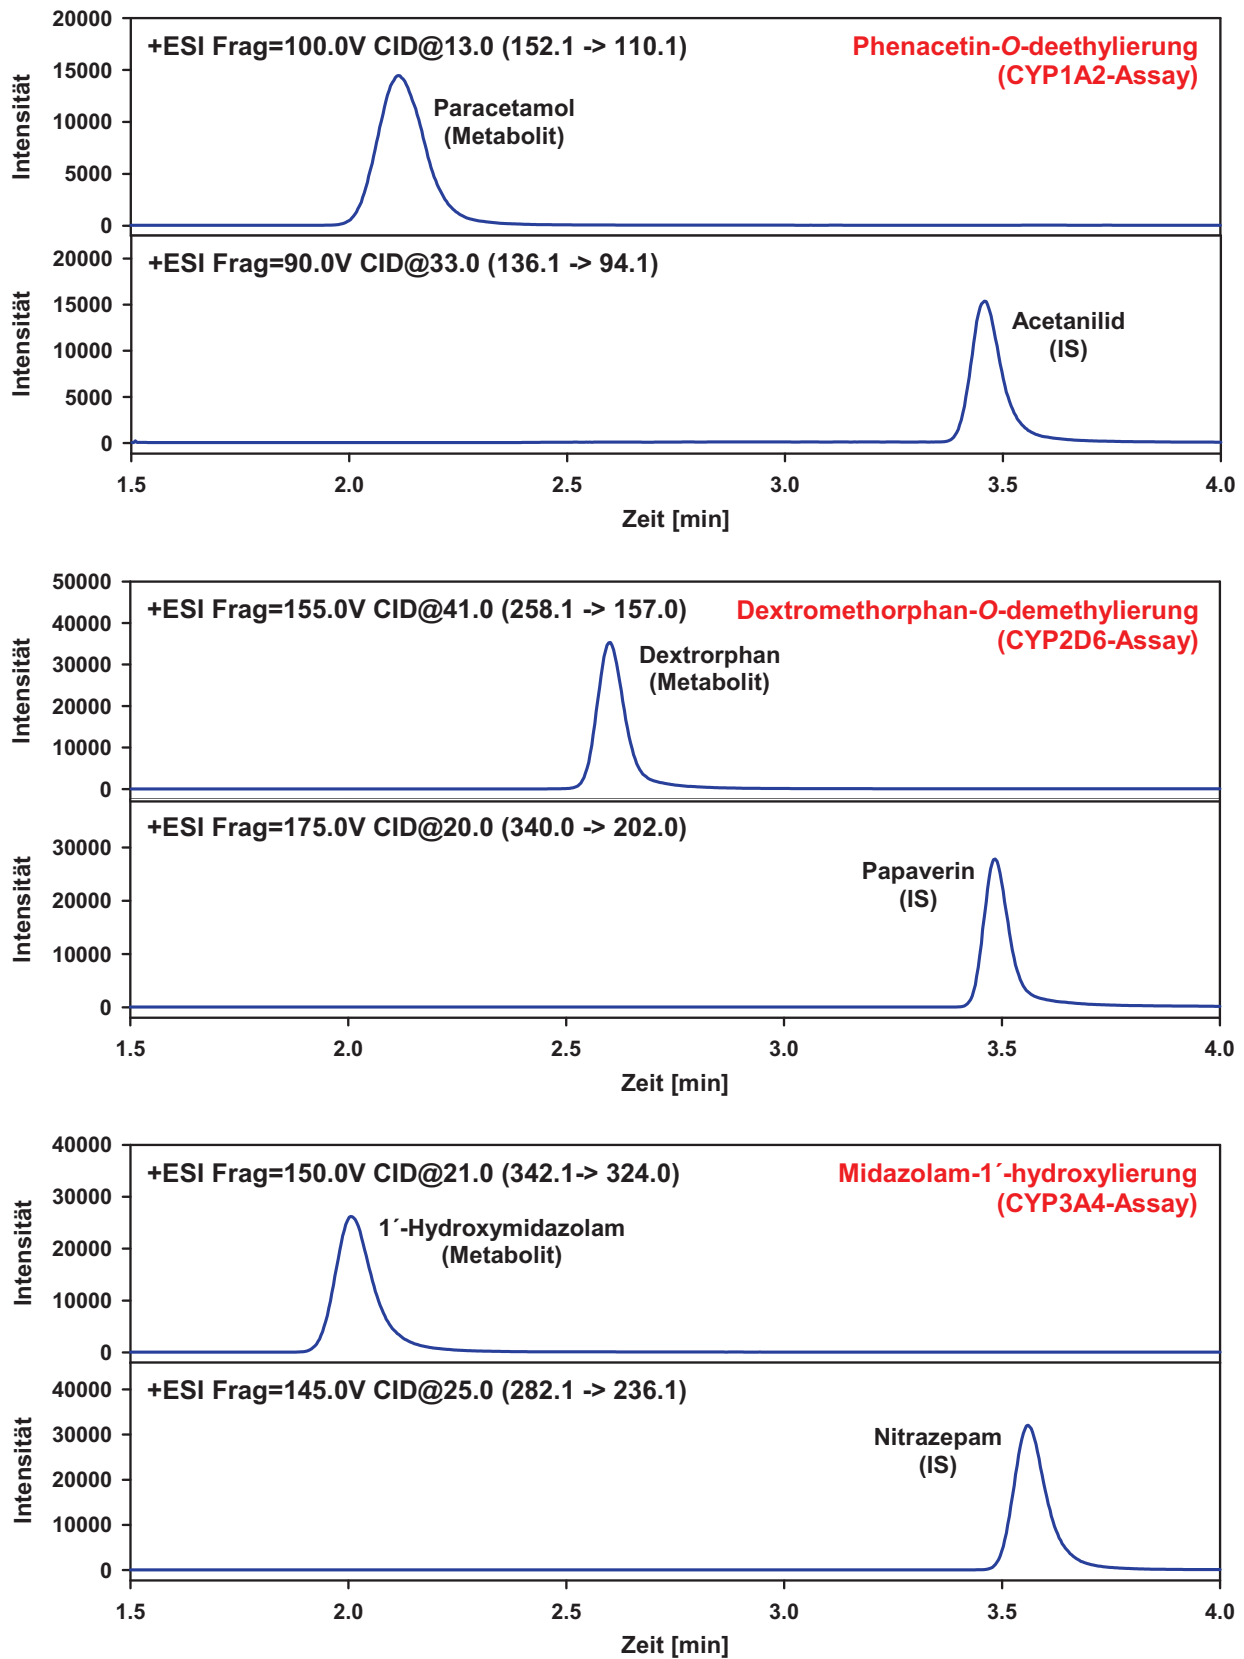 20000
+ESI Frag=100.0V CID@13.0 (152.1 -> 110.1)
Phenacetin-O-deethylierung
(CYP1A2-Assay)
15000
Paracetamol
(Metabolit)
10000
5000
0
Intensität
20000
+ESI Frag=90.0V CID@33.0 (136.1 -> 94.1)
15000
Acetanilid
(IS)
10000
5000
0
Intensität
1.5 2.0 2.5 3.0 3.5 4.0
Zeit [min]
50000
+ESI Frag=155.0V CID@41.0 (258.1 -> 157.0)
Dextromethorphan-O-demethylierung
(CYP2D6-Assay)
40000
Dextrorphan
(Metabolit)
30000
20000
10000
0
Intensität
+ESI Frag=175.0V CID@20.0 (340.0 -> 202.0)
30000
Papaverin
(IS)
20000
10000
0
Intensität
1.5 2.0 2.5 3.0 3.5 4.0
Zeit [min]
40000
+ESI Frag=150.0V CID@21.0 (342.1-> 324.0)
Midazolam-1´-hydroxylierung
(CYP3A4-Assay)
30000
1´-Hydroxymidazolam
(Metabolit)
20000
10000
0
Intensität
40000
+ESI Frag=145.0V CID@25.0 (282.1 -> 236.1)
30000
Nitrazepam
(IS)
20000
10000
0
Intensität
1.5 2.0 2.5 3.0 3.5 4.0
Zeit [min]